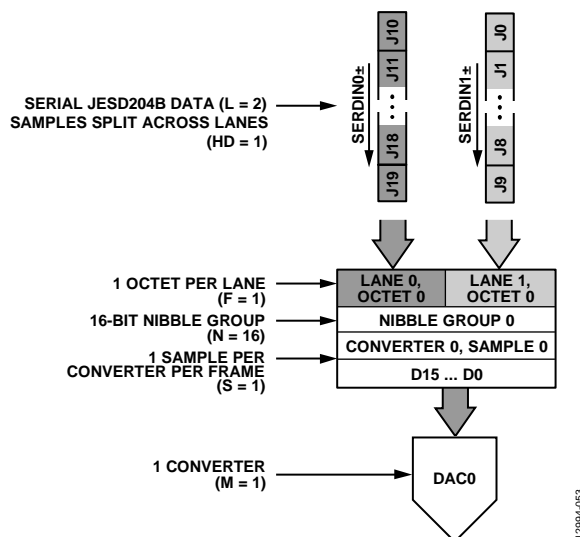 J10
J11
J18
J19
SERDIN0±
J0
J1
J8
J9
SERDIN1±
SERIAL JESD204B DATA (L = 2)
SAMPLES SPLIT ACROSS LANES
(HD = 1)
1 OCTET PER LANE
(F = 1)
LANE 0,
OCTET 0
LANE 1,
OCTET 0
16-BIT NIBBLE GROUP
(N = 16)
NIBBLE GROUP 0
1 SAMPLE PER
CONVERTER PER FRAME
(S = 1)
CONVERTER 0, SAMPLE 0
D15 ... D0
1 CONVERTER
(M = 1)
DAC0
12994-053